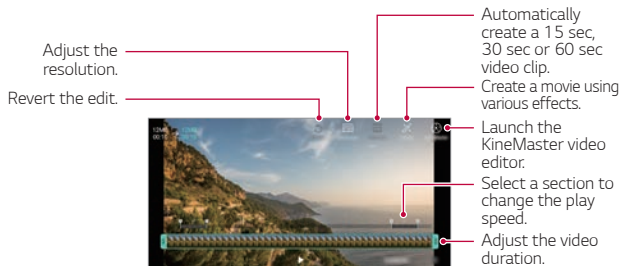 Adjust the
resolution.
Revert the edit.
Automatically
create a 15 sec,
30 sec or 60 sec
video clip.
Create a movie using
various effects.
Launch the
KineMaster video
editor.
Select a section to
change the play
speed.
Adjust the video
duration.